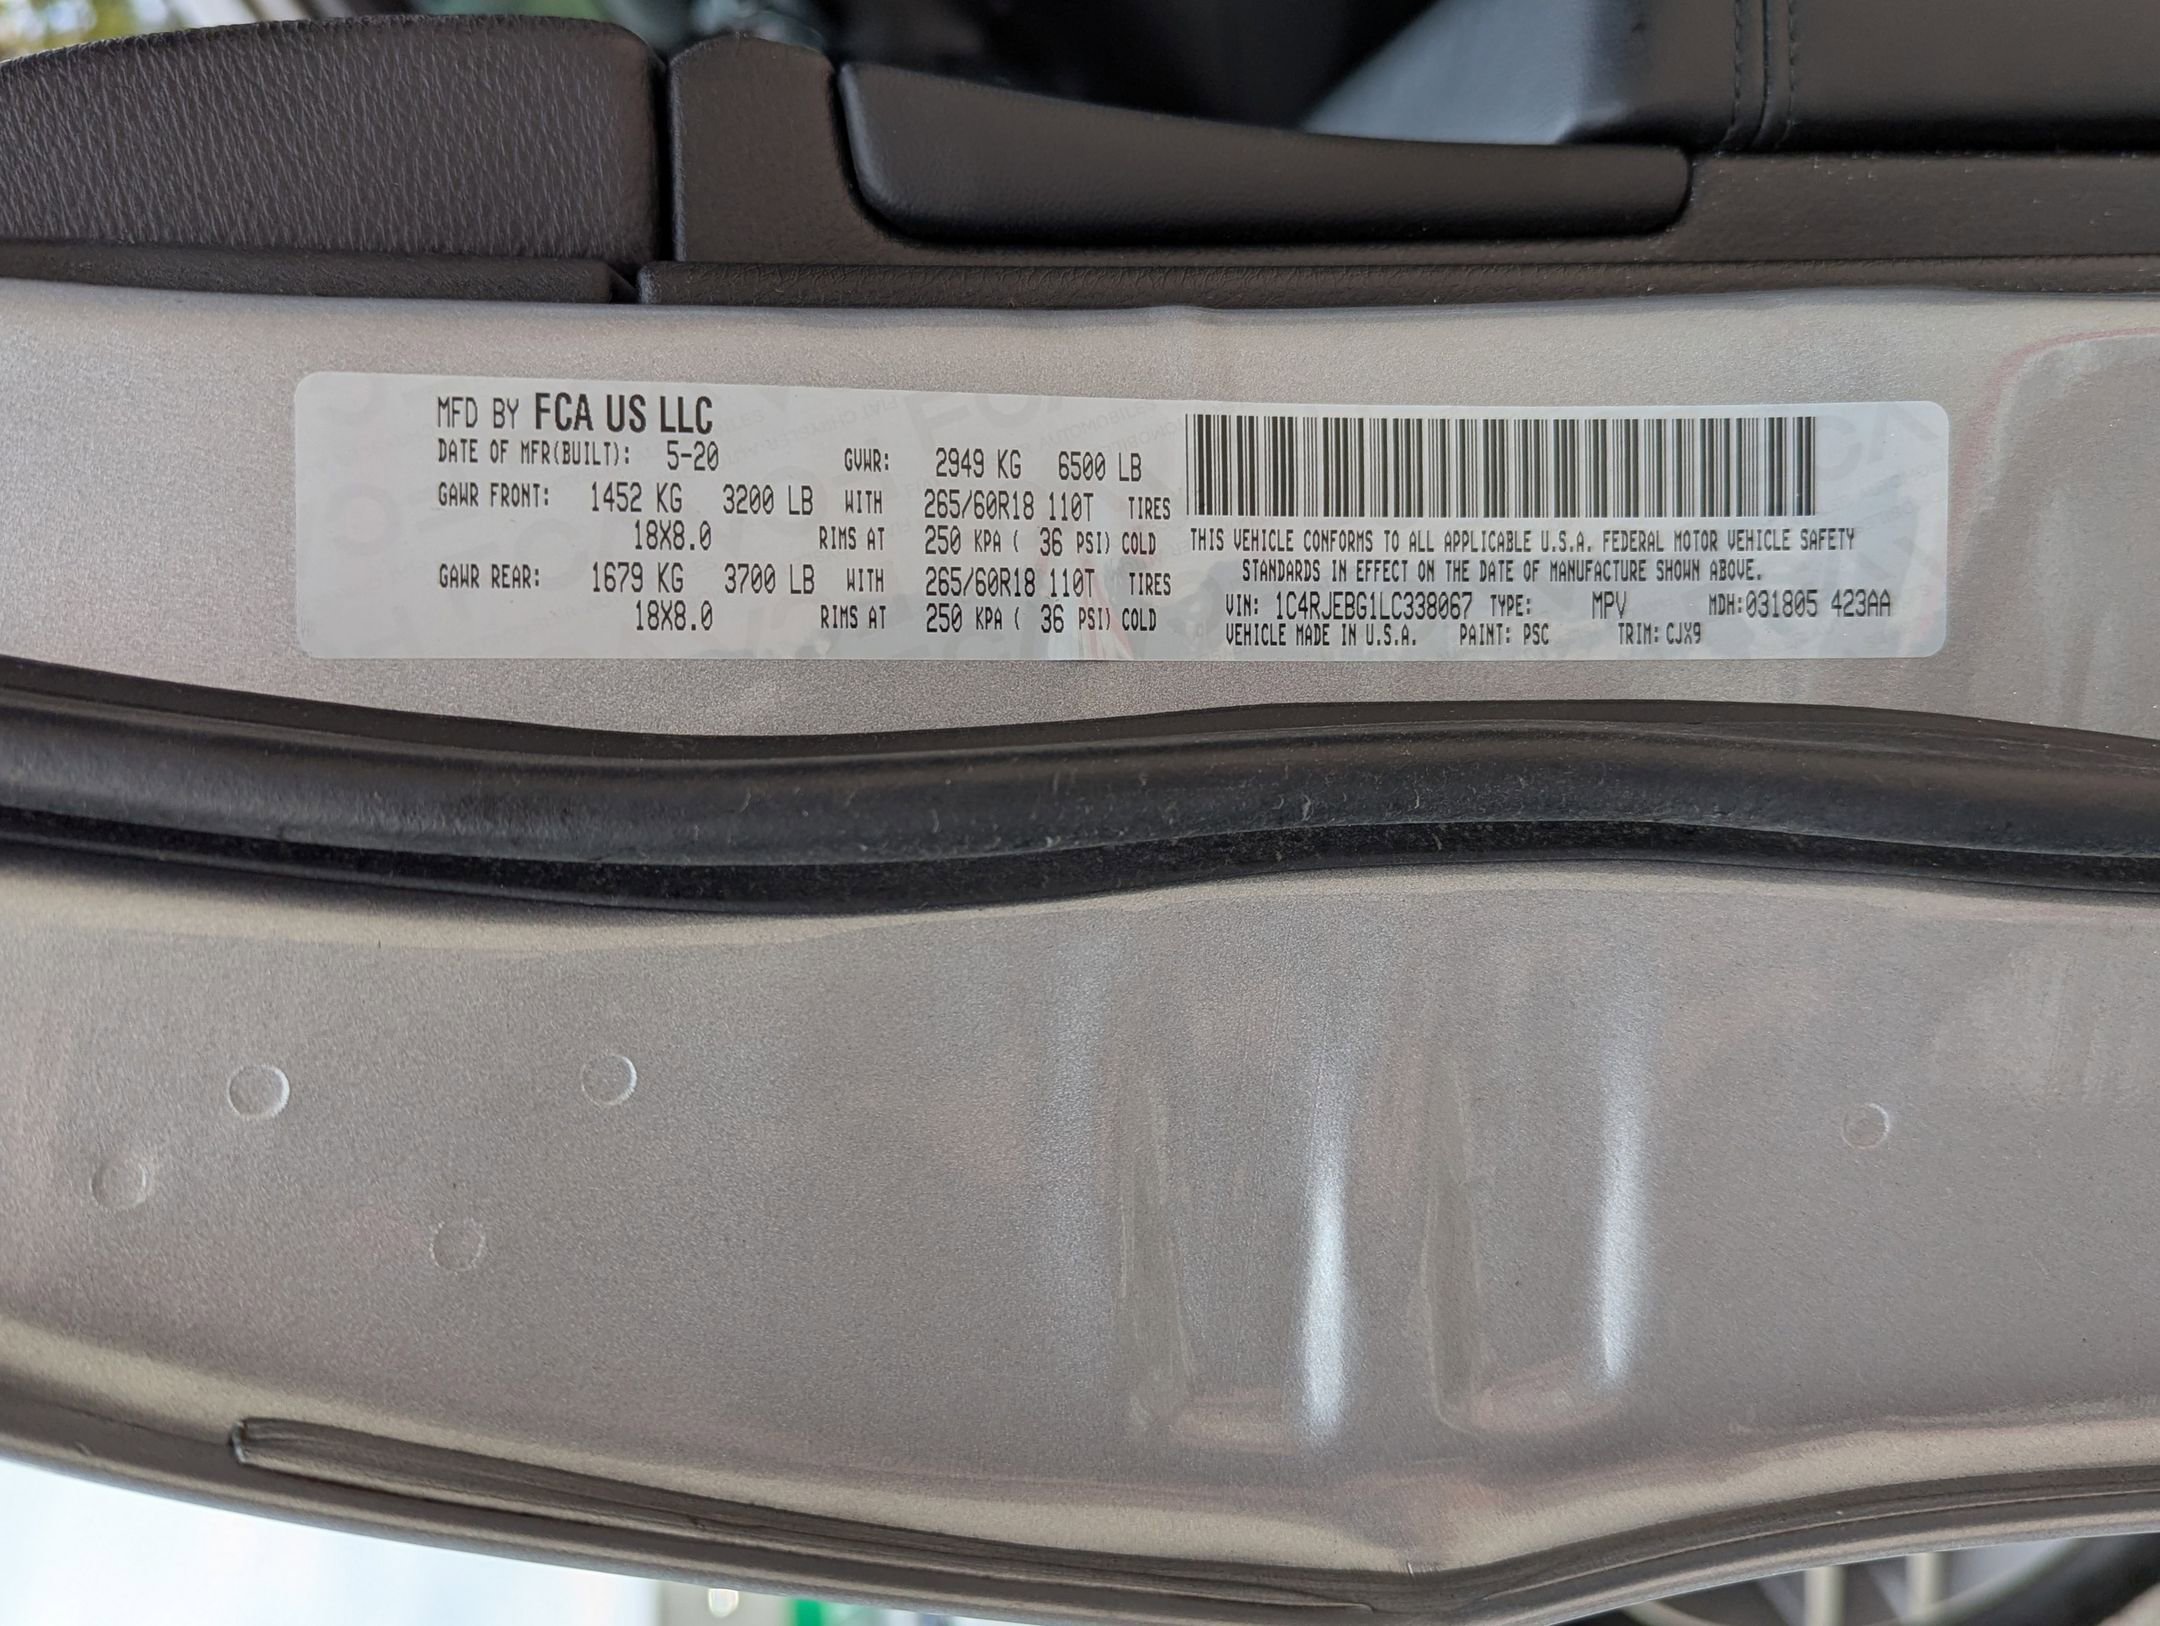 MFD BY FCA US LLC
DATE OF MFR(BUILT): 5-20 GVWR: 2949 KG 6500 LB
GAWR FRONT: 1452 KG 3200 LB WITH 265/60R18 110T TIRES
18X8.0 RIMS AT 250 KPA ( 36 PSI) COLD
GAWR REAR: 1679 KG 3700 LB WITH 265/60R18 110T TIRES
18X8.0 RIMS AT 250 KPA ( 36 PSI) COLD
THIS VEHICLE CONFORMS TO ALL APPLICABLE U.S.A. FEDERAL MOTOR VEHICLE SAFETY
STANDARDS IN EFFECT ON THE DATE OF MANUFACTURE SHOWN ABOVE.
VIN: 1C4RJEBG1LC338067 TYPE: MPV MDH:031805 423AA
VEHICLE MADE IN U.S.A. PAINT: PSC TRIM: CJX9